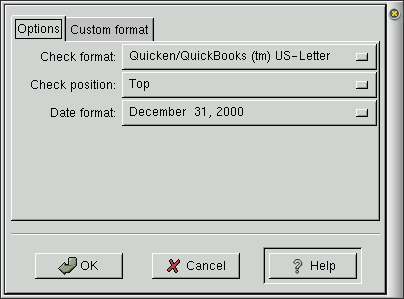 Options Custom format
Check format: Quicken/QuickBooks (tm) US-Letter
Check position: Top
Date format: December 31, 2000
OK Cancel Help